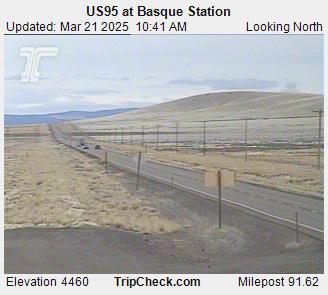 US95 at Basque Station
Updated: Mar 21 2025 10:41 AM Looking North
Elevation 4460 TripCheck.com Milepost 91.62